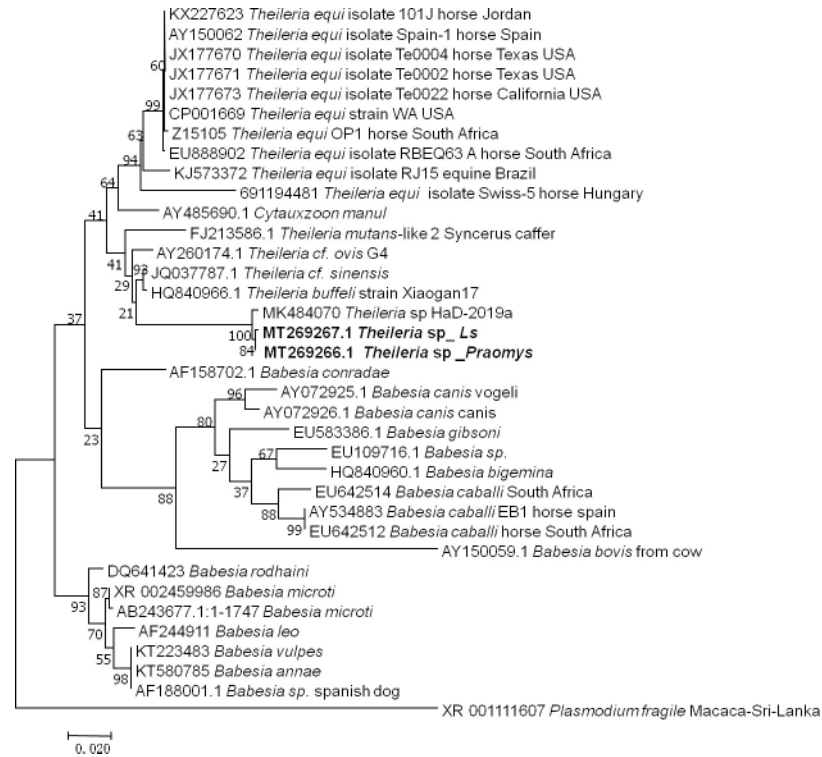 KX227623 Theileria equi isolate 101J horse Jordan
AY150062 Theileria equi isolate Spain-1 horse Spain
JX177670 Theileria equi isolate Te0004 horse Texas USA
60
JX177671 Theileria equi isolate Te0002 horse Texas USA
JX177673 Theileria equi isolate Te0022 horse California USA
99
CP001669 Theileria equi strain WA USA
63
Z15105 Theileria equi OP1 horse South Africa
EU888902 Theileria equi isolate RBEQ63 A horse South Africa
94
KJ573372 Theileria equi isolate RJ15 equine Brazil
64
691194481 Theileria equi isolate Swiss-5 horse Hungary
41
AY485690.1 Cytauxzoon manul
FJ213586.1 Theileria mutans-like 2 Syncerus caffer
AY260174.1 Theileria cf. ovis G4
41
93
JQ037787.1 Theileria cf. sinensis
29
HQ840966.1 Theileria buffeli strain Xiaogan17
21
MK484070 Theileria sp HaD-2019a
37
100
MT269267.1 Theileria sp_ Ls
84
MT269266.1 Theileria sp _Praomys
AF158702.1 Babesia conradae
96
AY072925.1 Babesia canis vogeli
AY072926.1 Babesia canis canis
80
EU583386.1 Babesia gibsoni
23
67
EU109716.1 Babesia sp.
27
HQ840960.1 Babesia bigemina
37
EU642514 Babesia caballi South Africa
88
88
AY534883 Babesia caballi EB1 horse spain
99
EU642512 Babesia caballi horse South Africa
AY150059.1 Babesia bovis from cow
DQ641423 Babesia rodhaini
87
XR 002459986 Babesia microti
93
AB243677.1:1-1747 Babesia microti
70
AF244911 Babesia leo
KT223483 Babesia vulpes
55
KT580785 Babesia annae
98
AF188001.1 Babesia sp. spanish dog
XR 001111607 Plasmodium fragile Macaca-Sri-Lanka
0.020